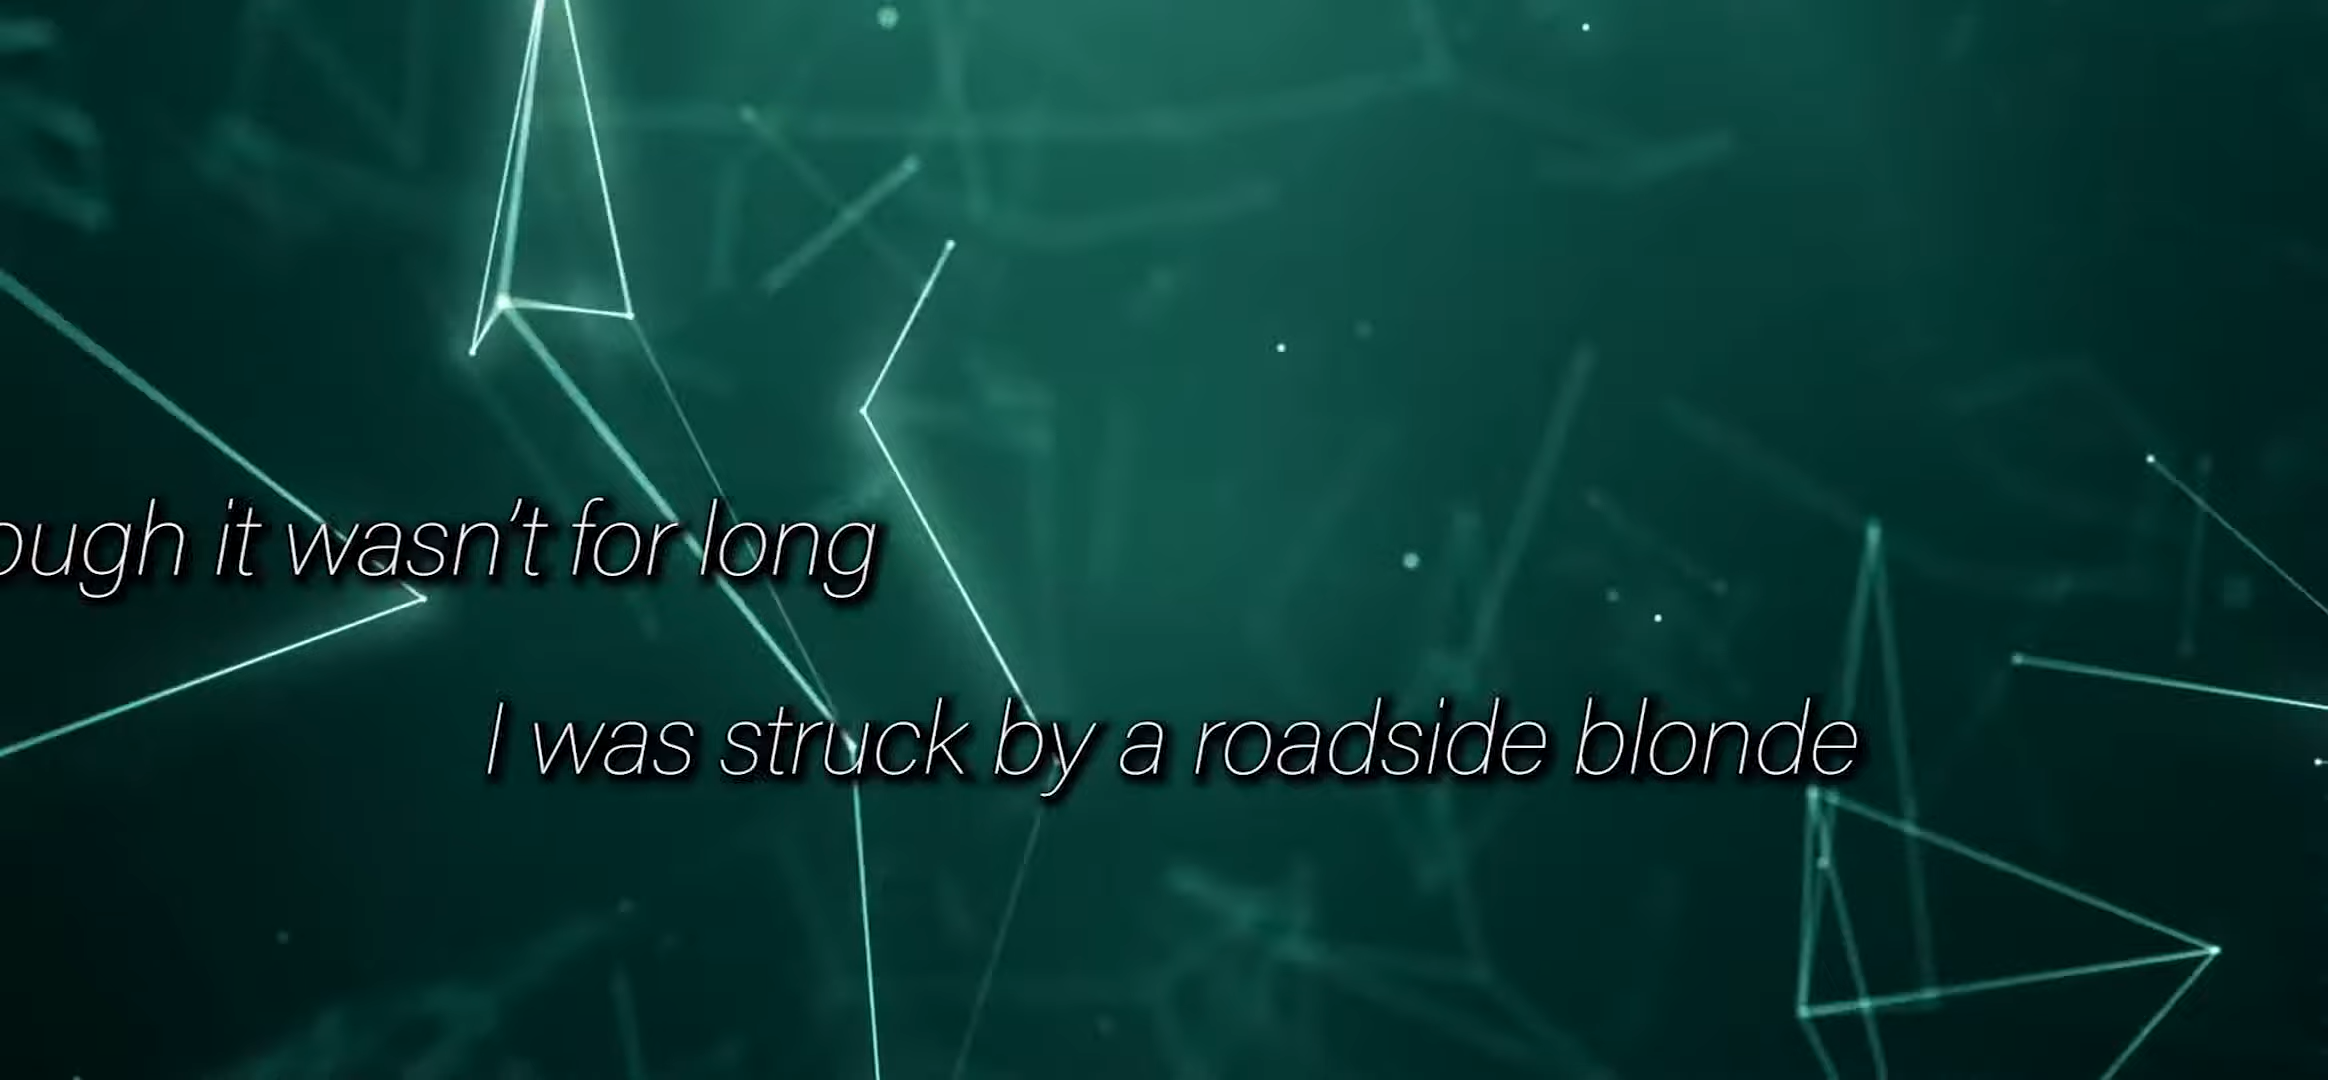 ough it wasn't for long
I was struck by a roadside blonde